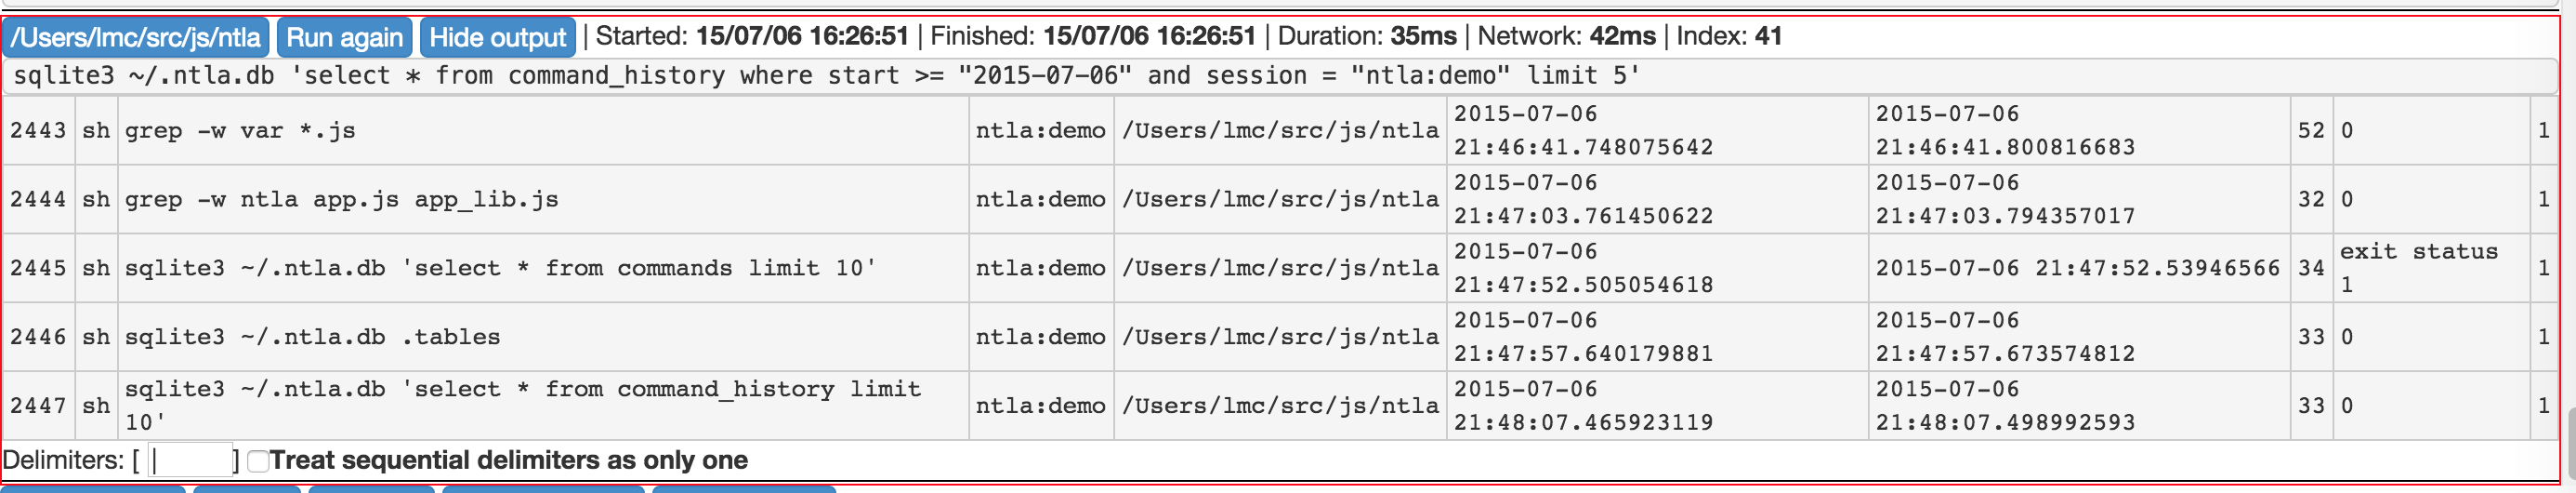 /Users/lmc/src/js/ntla Run again Hide output | Started: 15/07/06 16:26:51 | Finished: 15/07/06 16:26:51 | Duration: 35ms | Network: 42ms | Index: 41
sqlite3 ~/.ntla.db 'select * from command_history where start >= "2015-07-06" and session = "ntla:demo" limit 5'
2443 sh grep -w var *.js ntla:demo /Users/lmc/src/js/ntla 2015-07-06 21:46:41.748075642 2015-07-06 21:46:41.800816683 52 0 1
2444 sh grep -w ntla app.js app_lib.js ntla:demo /Users/lmc/src/js/ntla 2015-07-06 21:47:03.761450622 2015-07-06 21:47:03.794357017 32 0 1
2445 sh sqlite3 ~/.ntla.db 'select * from commands limit 10' ntla:demo /Users/lmc/src/js/ntla 2015-07-06 21:47:52.505054618 2015-07-06 21:47:52.53946566 34 exit status 1 1
2446 sh sqlite3 ~/.ntla.db .tables ntla:demo /Users/lmc/src/js/ntla 2015-07-06 21:47:57.640179881 2015-07-06 21:47:57.673574812 33 0 1
2447 sh sqlite3 ~/.ntla.db 'select * from command_history limit 10' ntla:demo /Users/lmc/src/js/ntla 2015-07-06 21:48:07.465923119 2015-07-06 21:48:07.498992593 33 0 1
Delimiters: [ | ] Treat sequential delimiters as only one